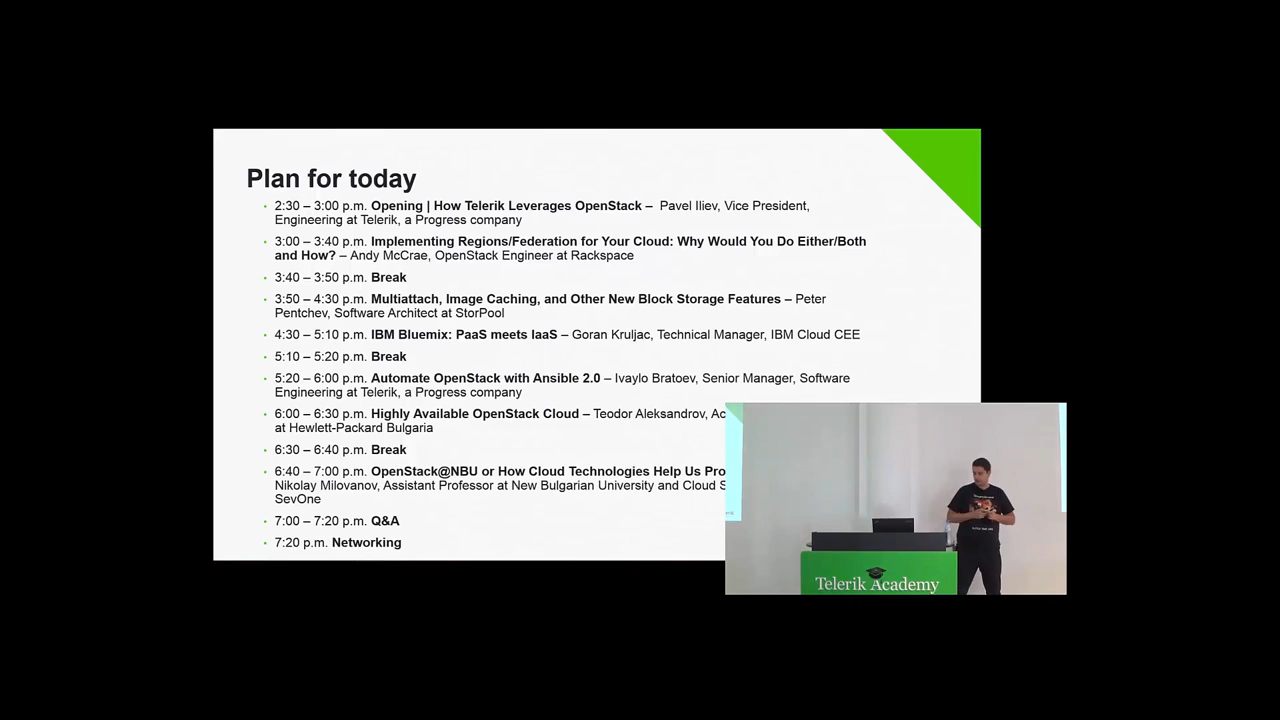 Plan for today
2:30 – 3:00 p.m. Opening | How Telerik Leverages OpenStack – Pavel Iliev, Vice President,
Engineering at Telerik, a Progress company
3:00 – 3:40 p.m. Implementing Regions/Federation for Your Cloud: Why Would You Do Either/Both
and How? – Andy McCrae, OpenStack Engineer at Rackspace
3:40 – 3:50 p.m. Break
3:50 – 4:30 p.m. Multiattach, Image Caching, and Other New Block Storage Features – Peter
Pentchev, Software Architect at StorPool
4:30 – 5:10 p.m. IBM Bluemix: PaaS meets IaaS – Goran Kruljac, Technical Manager, IBM Cloud CEE
5:10 – 5:20 p.m. Break
5:20 – 6:00 p.m. Automate OpenStack with Ansible 2.0 – Ivaylo Bratoev, Senior Manager, Software
Engineering at Telerik, a Progress company
6:00 – 6:30 p.m. Highly Available OpenStack Cloud – Teodor Aleksandrov, Ac
at Hewlett-Packard Bulgaria
6:30 – 6:40 p.m. Break
6:40 – 7:00 p.m. OpenStack@NBU or How Cloud Technologies Help Us Pro
Nikolay Milovanov, Assistant Professor at New Bulgarian University and Cloud S
SevOne
7:00 – 7:20 p.m. Q&A
7:20 p.m. Networking
Telerik Academy